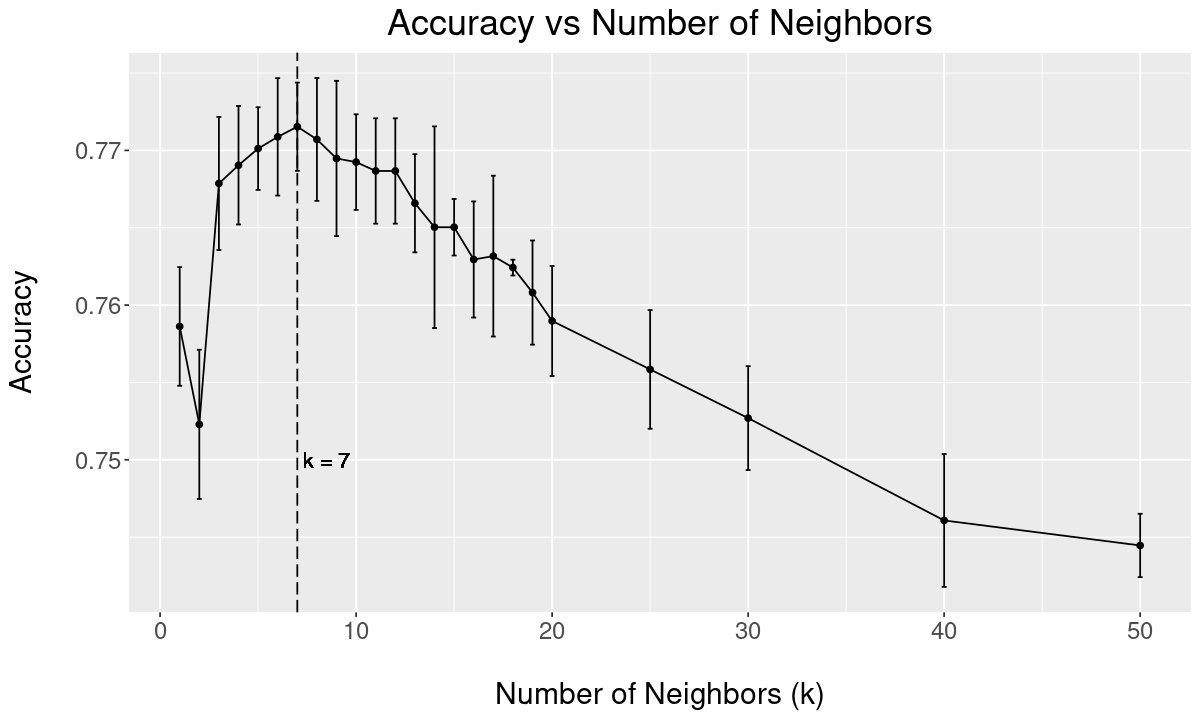 Accuracy vs Number of Neighbors
Accuracy
0.77
0.76
0.75
k = 7
0 10 20 30 40 50
Number of Neighbors (k)